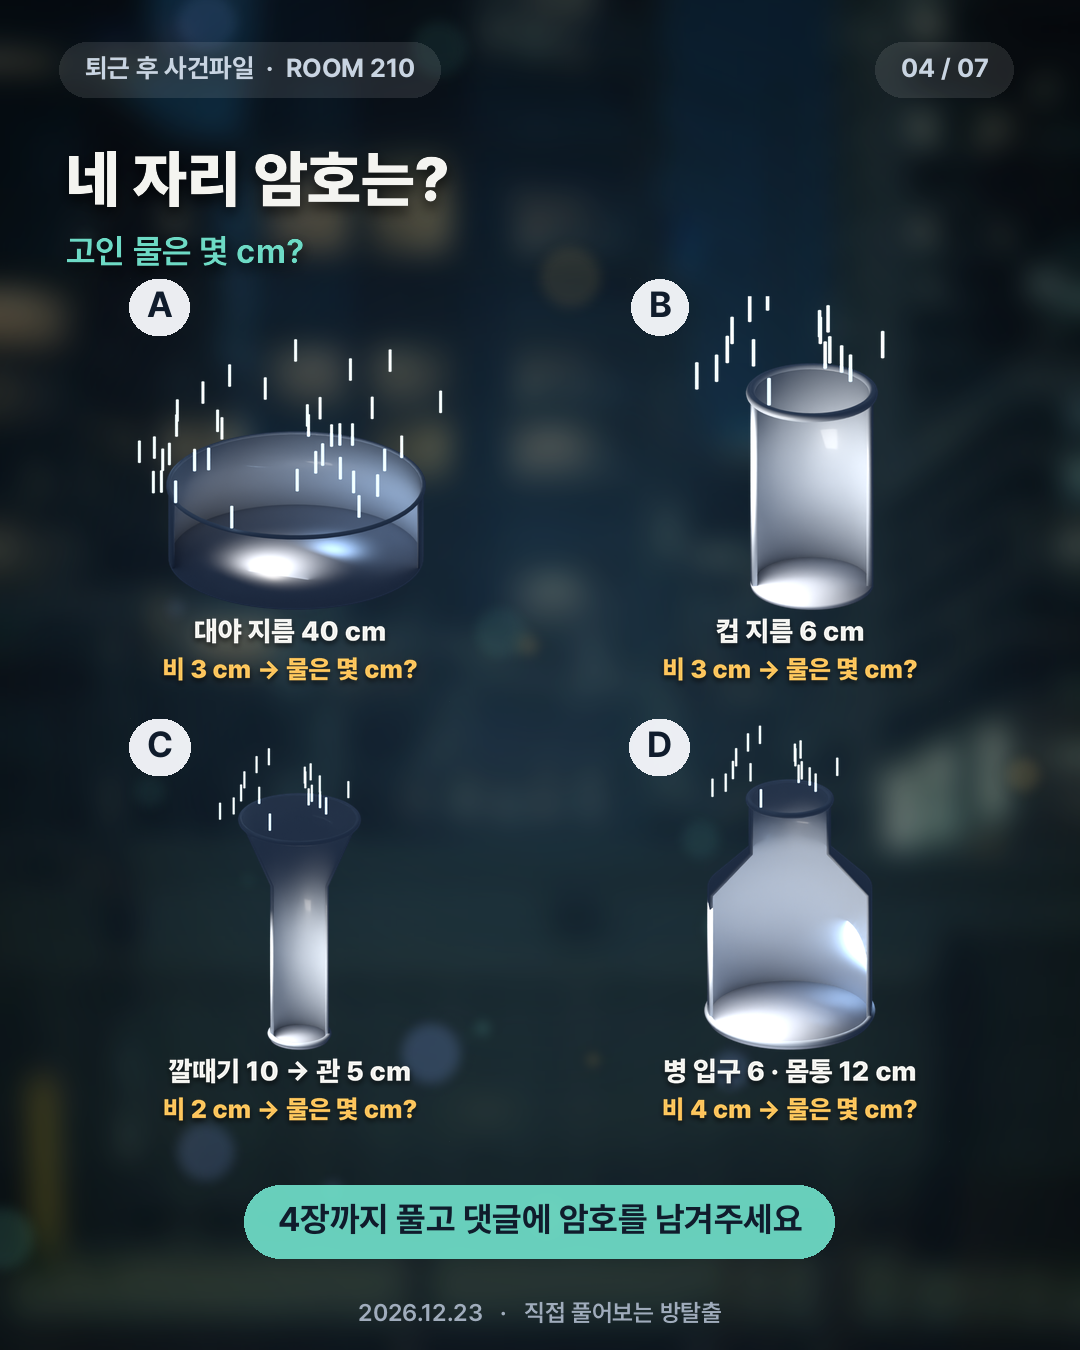 퇴근 후 사건파일 · ROOM 210
04 / 07
네 자리 암호는?
고인 물은 몇 cm?
A
B
대야 지름 40 cm
비 3 cm → 물은 몇 cm?
컵 지름 6 cm
비 3 cm → 물은 몇 cm?
C
D
깔때기 10 → 관 5 cm
비 2 cm → 물은 몇 cm?
병 입구 6 · 몸통 12 cm
비 4 cm → 물은 몇 cm?
4장까지 풀고 댓글에 암호를 남겨주세요
2026.12.23 · 직접 풀어보는 방탈출